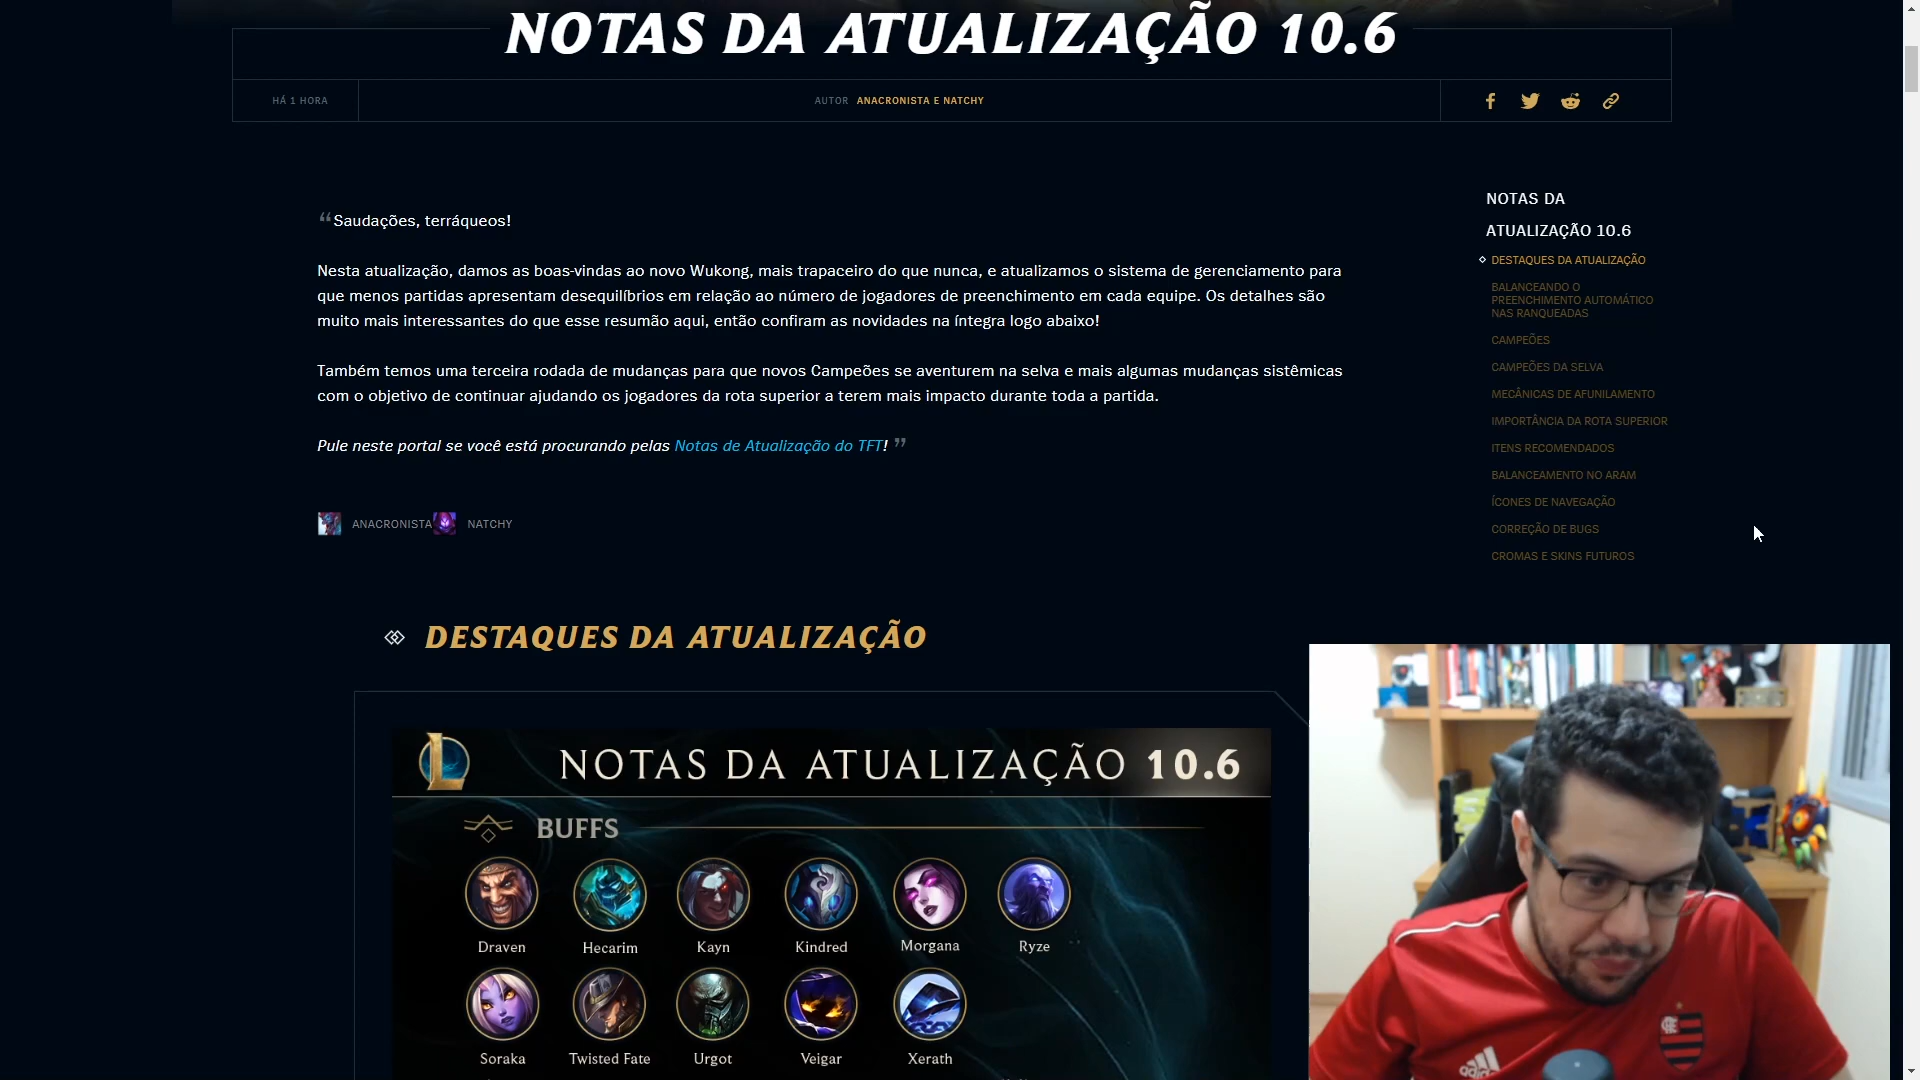 NOTAS DA ATUALIZAÇÃO 10.6
HÁ 1 HORA
AUTOR ANACRONISTA E NATCHY
“Saudações, terráqueos!
Nesta atualização, damos as boas-vindas ao novo Wukong, mais trapaceiro do que nunca, e atualizamos o sistema de gerenciamento para
que menos partidas apresentam desequilíbrios em relação ao número de jogadores de preenchimento em cada equipe. Os detalhes são
muito mais interessantes do que esse resumão aqui, então confiram as novidades na íntegra logo abaixo!
Também temos uma terceira rodada de mudanças para que novos Campeões se aventurem na selva e mais algumas mudanças sistêmicas
com o objetivo de continuar ajudando os jogadores da rota superior a terem mais impacto durante toda a partida.
Pule neste portal se você está procurando pelas Notas de Atualização do TFT! ”
ANACRONISTA NATCHY
NOTAS DA
ATUALIZAÇÃO 10.6
DESTAQUES DA ATUALIZAÇÃO
BALANCEANDO O
PREENCHIMENTO AUTOMÁTICO
NAS RANQUEADAS
CAMPEÕES
CAMPEÕES DA SELVA
MECÂNICAS DE AFUNILAMENTO
IMPORTÂNCIA DA ROTA SUPERIOR
ITENS RECOMENDADOS
BALANCEAMENTO NO ARAM
ÍCONES DE NAVEGAÇÃO
CORREÇÃO DE BUGS
CROMAS E SKINS FUTUROS
DESTAQUES DA ATUALIZAÇÃO
NOTAS DA ATUALIZAÇÃO 10.6
BUFFS
Draven Hecarim Kayn Kindred Morgana Ryze
Soraka Twisted Fate Urgot Veigar Xerath
adidas